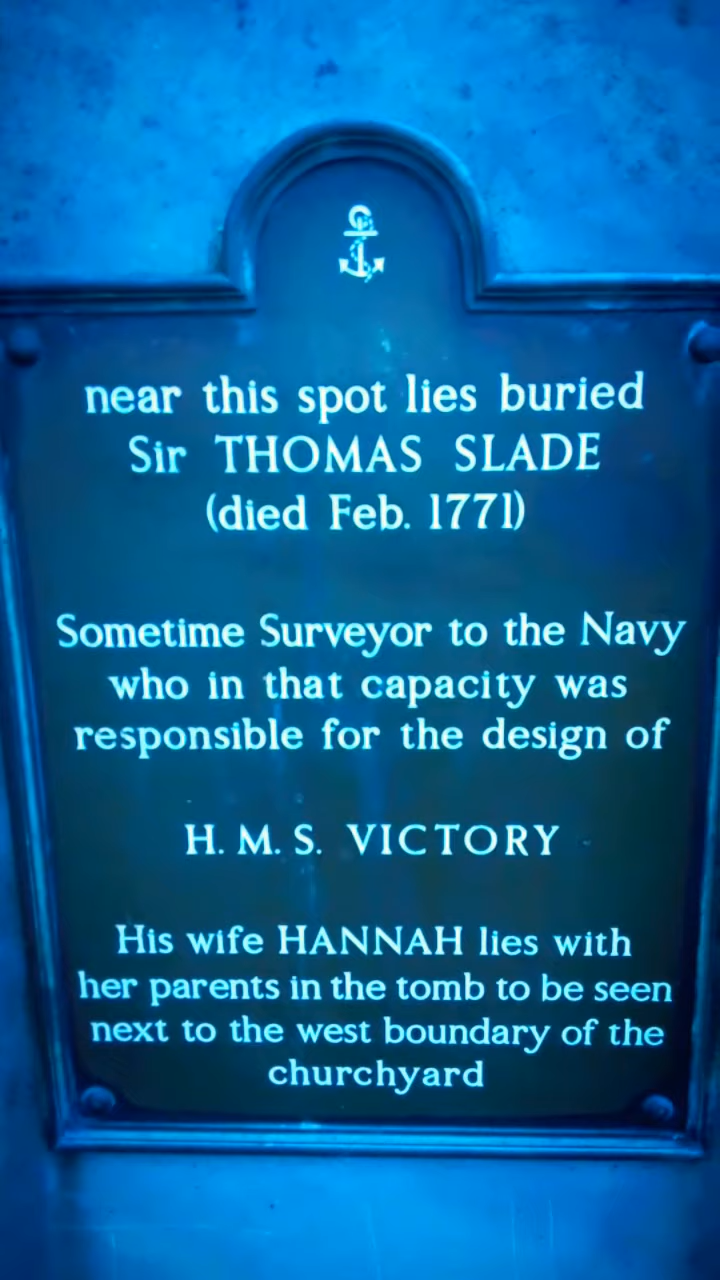 near this spot lies buried
Sir THOMAS SLADE
(died Feb. 1771)
Sometime Surveyor to the Navy
who in that capacity was
responsible for the design of
H. M. S. VICTORY
His wife HANNAH lies with
her parents in the tomb to be seen
next to the west boundary of the
churchyard